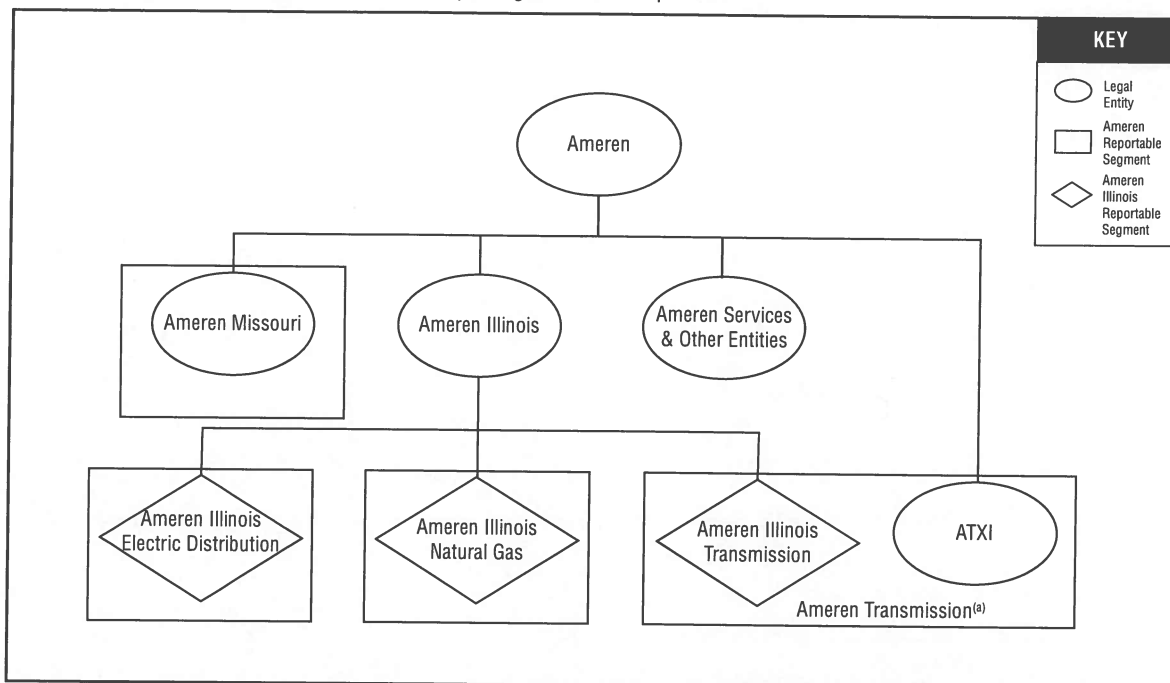 KEY
Legal
Entity
Ameren
Reportable
Segment
Ameren
Illinois
Reportable
Segment
Ameren
Ameren Missouri
Ameren Illinois
Ameren Services
& Other Entities
Ameren Illinois
Electric Distribution
Ameren Illinois
Natural Gas
Ameren Illinois
Transmission
ATXI
Ameren Transmission(a)